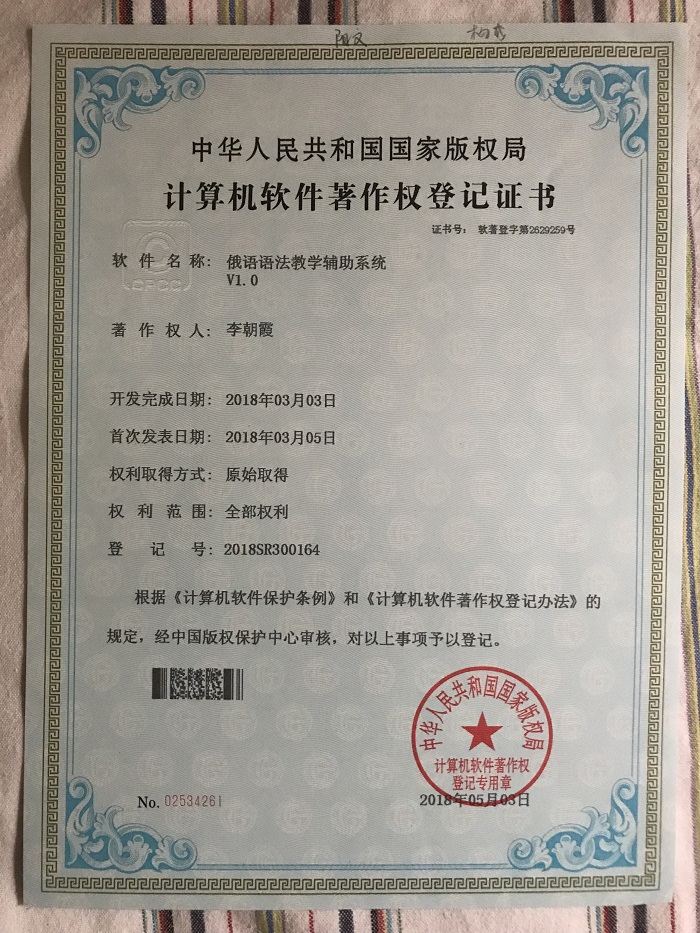 阳文 杨秀
中华人民共和国国家版权局
计算机软件著作权登记证书
证书号: 软著登字第2629259号
CPCC
软件名称: 俄语语法教学辅助系统
V1.0
著作权人: 李朝霞
开发完成日期: 2018年03月03日
首次发表日期: 2018年03月05日
权利取得方式: 原始取得
权利范围: 全部权利
登记号: 2018SR300164
根据《计算机软件保护条例》和《计算机软件著作权登记办法》的
规定,经中国版权保护中心审核,对以上事项予以登记。
中华人民共和国国家版权局
计算机软件著作权
登记专用章
No. 02534261
2018年05月03日